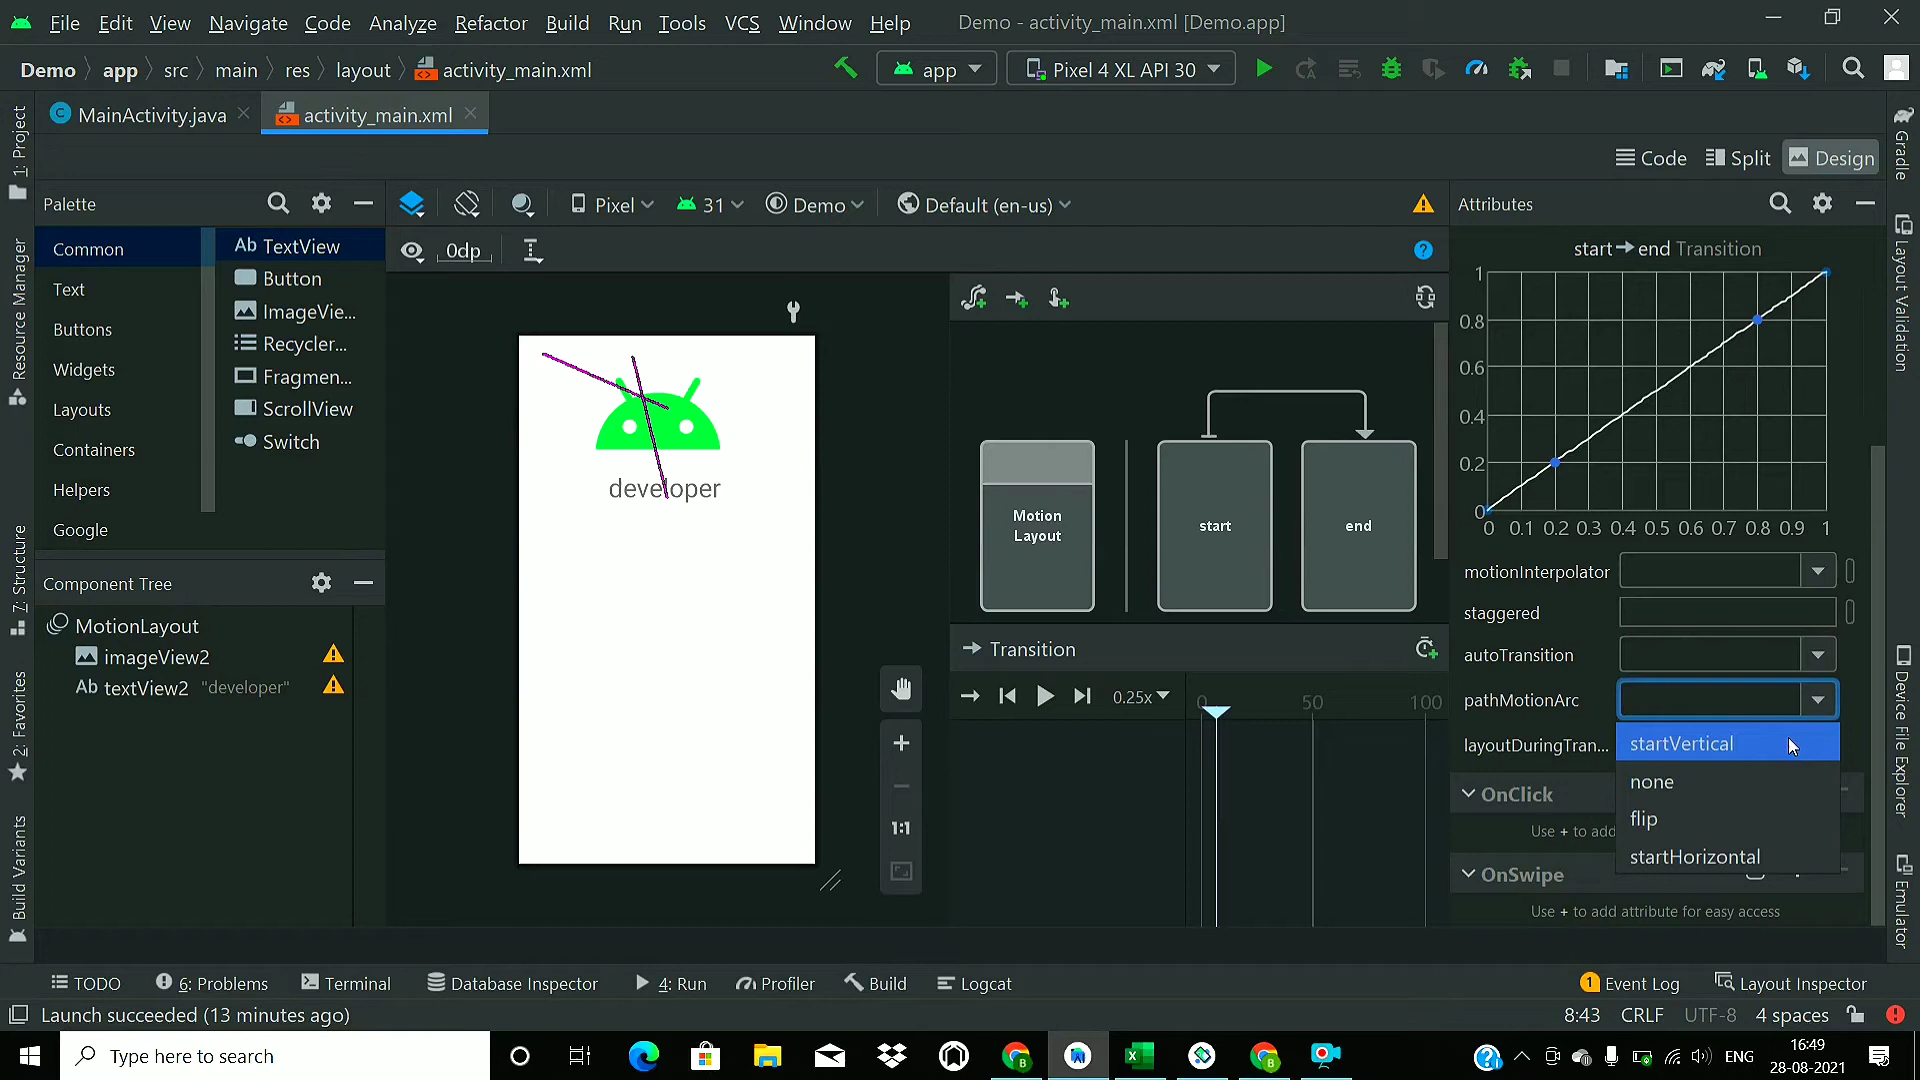 File Edit View Navigate Code Analyze Refactor Build Run Tools VCS Window Help Demo - activity_main.xml [Demo.app]
Demo app src main res layout activity_main.xml app Pixel 4 XL API 30
MainActivity.java activity_main.xml
Code Split Design
Palette Pixel 31 Demo Default (en-us) Attributes
0dp
Common
Text
Buttons
Widgets
Layouts
Containers
Helpers
Google
Ab TextView
Button
ImageVie...
Recycler...
Fragmen...
ScrollView
Switch
Component Tree
MotionLayout
imageView2
Ab textView2 "developer"
developer
Motion
Layout
start
end
Transition
0.25x
0 50 100
start end Transition
1
0.8
0.6
0.4
0.2
0
0 0.1 0.2 0.3 0.4 0.5 0.6 0.7 0.8 0.9 1
motionInterpolator
staggered
autoTransition
pathMotionArc
layoutDuringTran...
startVertical
none
flip
startHorizontal
OnClick
Use + to add
OnSwipe
Use + to add attribute for easy access
1: Project
Resource Manager
7: Structure
2: Favorites
Build Variants
Gradle
Layout Validation
Device File Explorer
Emulator
TODO 6: Problems Terminal Database Inspector 4: Run Profiler Build Logcat 1 Event Log Layout Inspector
Launch succeeded (13 minutes ago) 8:43 CRLF UTF-8 4 spaces
Type here to search ENG 16:49
28-08-2021